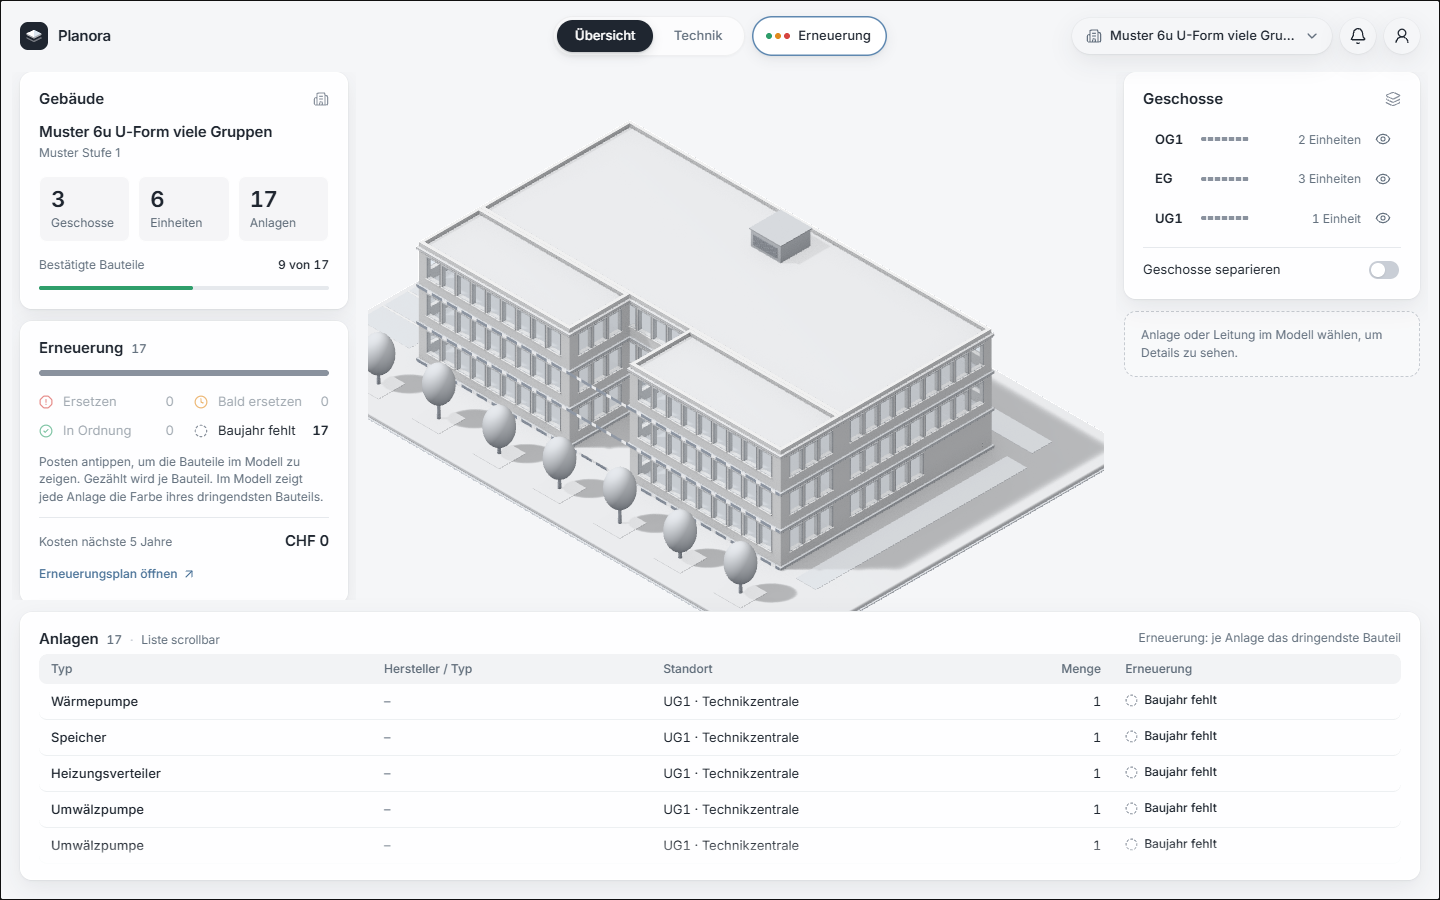 Planora
Übersicht
Technik
Erneuerung
Muster 6u U-Form viele Gru...
Gebäude
Muster 6u U-Form viele Gruppen
Muster Stufe 1
3 6 17
Geschosse Einheiten Anlagen
Bestätigte Bauteile 9 von 17
Erneuerung 17
Ersetzen 0 Bald ersetzen 0
In Ordnung 0 Baujahr fehlt 17
Posten antippen, um die Bauteile im Modell zu
zeigen. Gezählt wird je Bauteil. Im Modell zeigt
jede Anlage die Farbe ihres dringendsten Bauteils.
Kosten nächste 5 Jahre CHF 0
Erneuerungsplan öffnen
Geschosse
OG1 2 Einheiten
EG 3 Einheiten
UG1 1 Einheit
Geschosse separieren
Anlage oder Leitung im Modell wählen, um
Details zu sehen.
Anlagen 17 · Liste scrollbar
Erneuerung: je Anlage das dringendste Bauteil
Typ Hersteller / Typ Standort Menge Erneuerung
Wärmepumpe – UG1 · Technikzentrale 1 Baujahr fehlt
Speicher – UG1 · Technikzentrale 1 Baujahr fehlt
Heizungsverteiler – UG1 · Technikzentrale 1 Baujahr fehlt
Umwälzpumpe – UG1 · Technikzentrale 1 Baujahr fehlt
Umwälzpumpe – UG1 · Technikzentrale 1 Baujahr fehlt